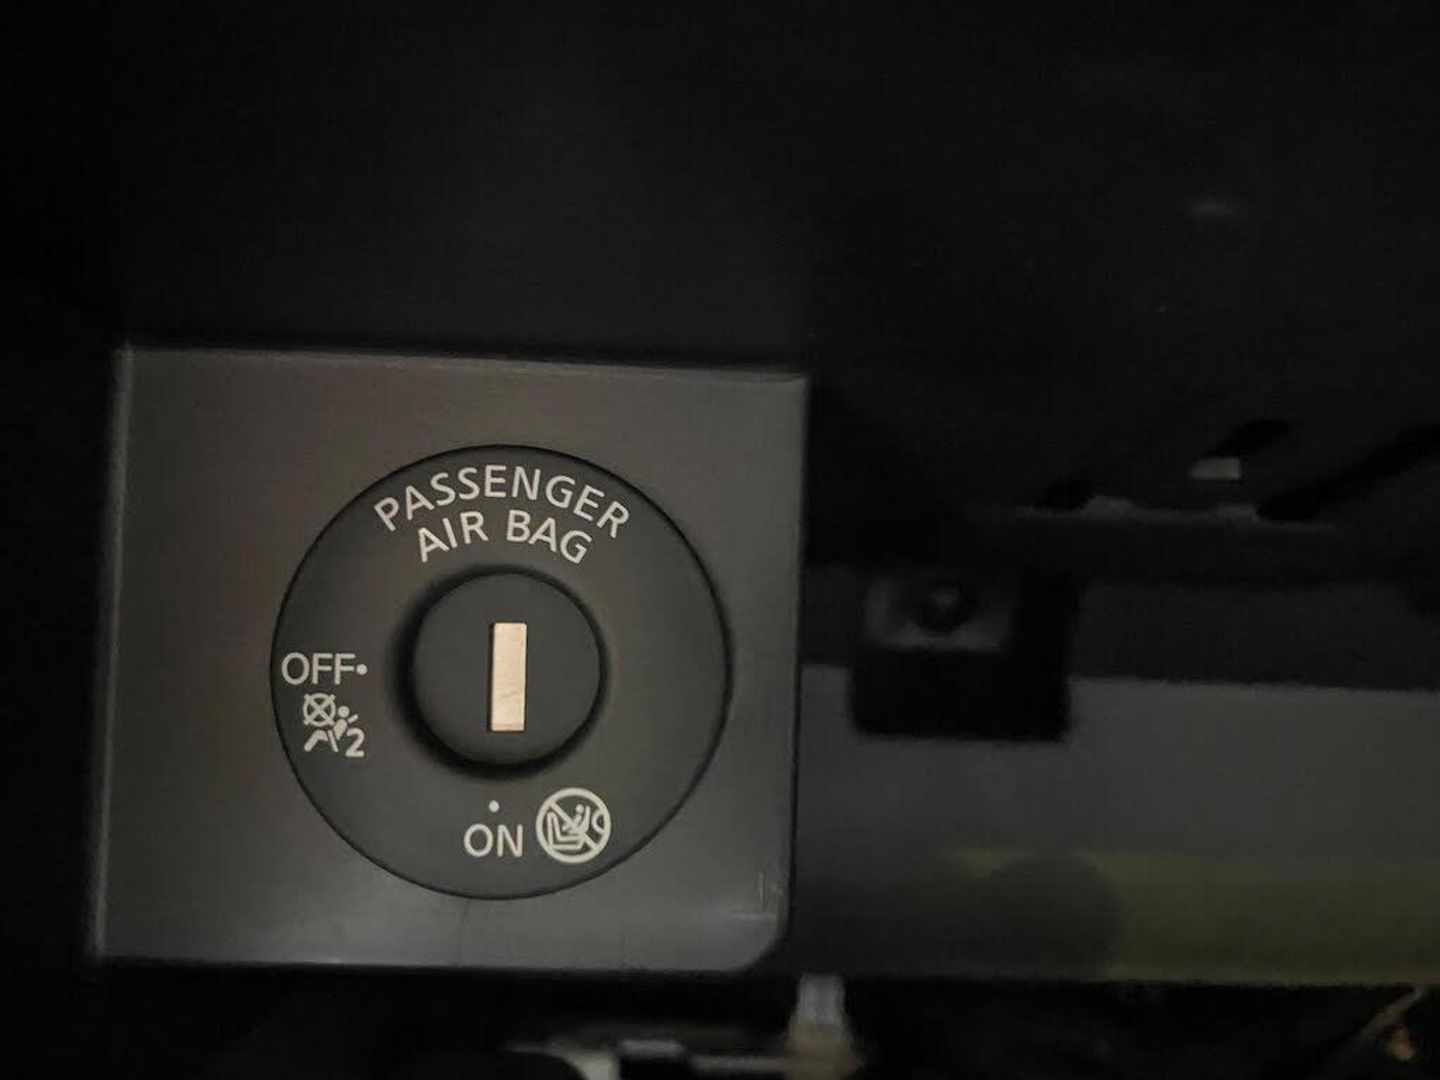 PASSENGER
AIR BAG
OFF•
2
• ON